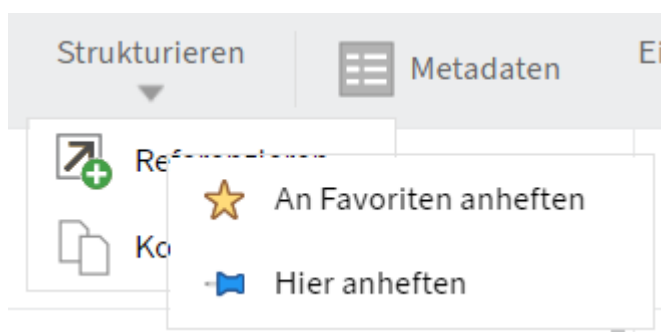 Strukturieren
Metadaten
An Favoriten anheften
Hier anheften